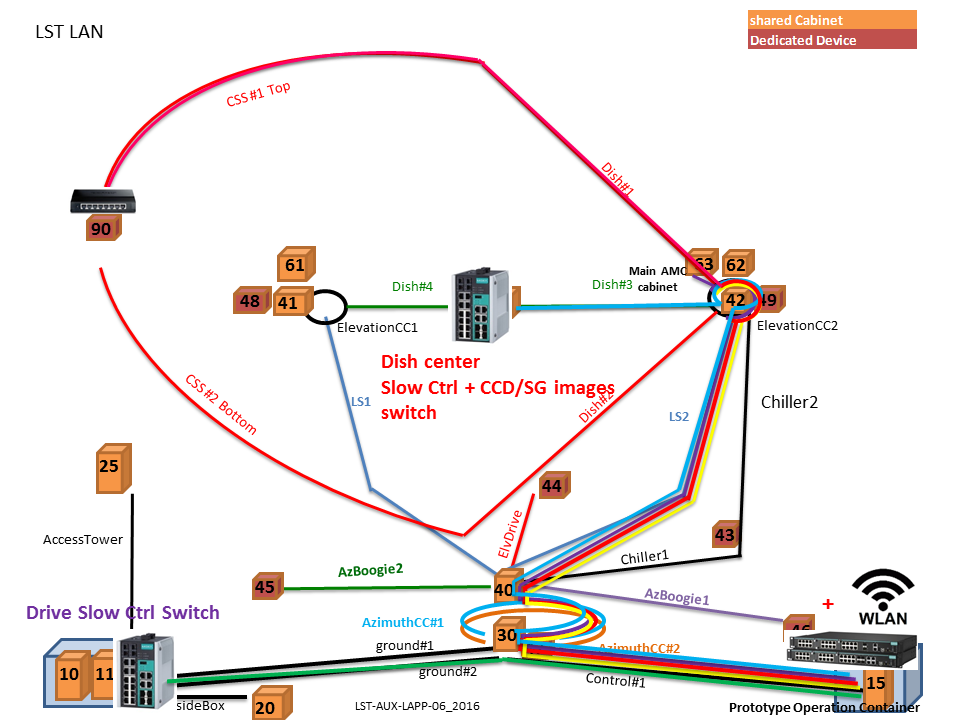 LST LAN
shared Cabinet
Dedicated Device
CSS#1 Top
Dish#1
90
61
63
62
Main AMC
cabinet
48
41
Dish#4
Dish#3
42
49
ElevationCC1
ElevationCC2
Dish center
Slow Ctrl + CCD/SG images
switch
CSS#2 Bottom
LS1
Dish#2
LS2
Chiller2
25
44
AccessTower
ElvDrive
43
Chiller1
AzBoogie2
45
40
AzBoogie1
Drive Slow Ctrl Switch
+
WLAN
AzimuthCC#1
46
30
ground#1
AzimuthCC#2
ground#2
Control#1
10
11
15
sideBox
20
LST-AUX-LAPP-06_2016
Prototype Operation Container